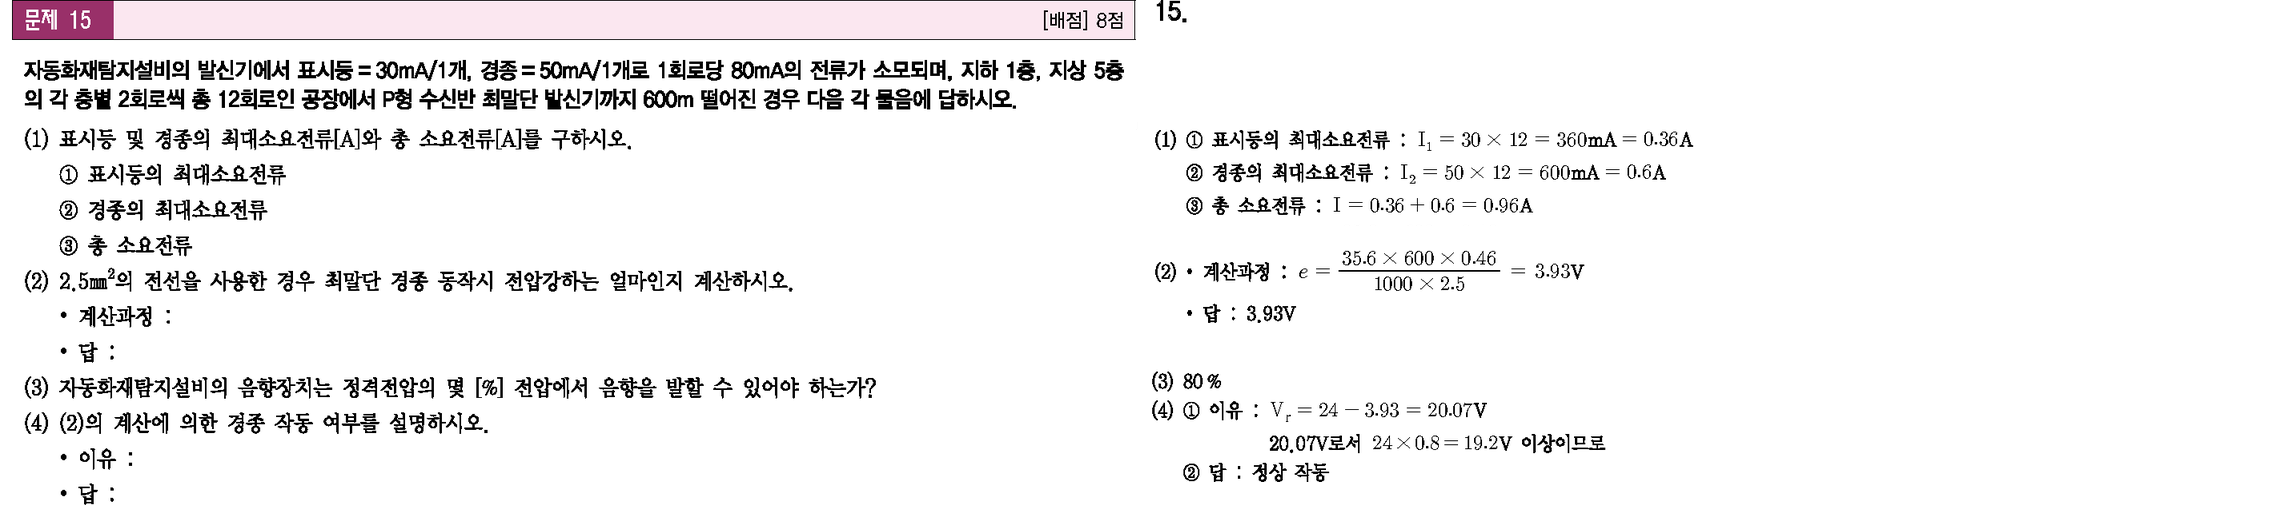 문제 15
[배점] 8점
자동화재탐지설비의 발신기에서 표시등 = 30mA/1개, 경종 = 50mA/1개로 1회로당 80mA의 전류가 소모되며, 지하 1층, 지상 5층
의 각 층별 2회로씩 총 12회로인 공장에서 P형 수신반 최말단 발신기까지 600m 떨어진 경우 다음 각 물음에 답하시오.
(1) 표시등 및 경종의 최대소요전류[A]와 총 소요전류[A]를 구하시오.
① 표시등의 최대소요전류
② 경종의 최대소요전류
③ 총 소요전류
(2) 2.5㎟의 전선을 사용한 경우 최말단 경종 동작시 전압강하는 얼마인지 계산하시오.
• 계산과정 :
• 답 :
(3) 자동화재탐지설비의 음향장치는 정격전압의 몇 [%] 전압에서 음향을 발할 수 있어야 하는가?
(4) (2)의 계산에 의한 경종 작동 여부를 설명하시오.
• 이유 :
• 답 :
15.
(1) ① 표시등의 최대소요전류 : I₁ = 30 × 12 = 360mA = 0.36A
② 경종의 최대소요전류 : I₂ = 50 × 12 = 600mA = 0.6A
③ 총 소요전류 : I = 0.36 + 0.6 = 0.96A
(2) • 계산과정 : e = (35.6 × 600 × 0.46) / (1000 × 2.5) = 3.93V
• 답 : 3.93V
(3) 80%
(4) ① 이유 : Vr = 24 − 3.93 = 20.07V
20.07V로서 24×0.8 = 19.2V 이상이므로
② 답 : 정상 작동